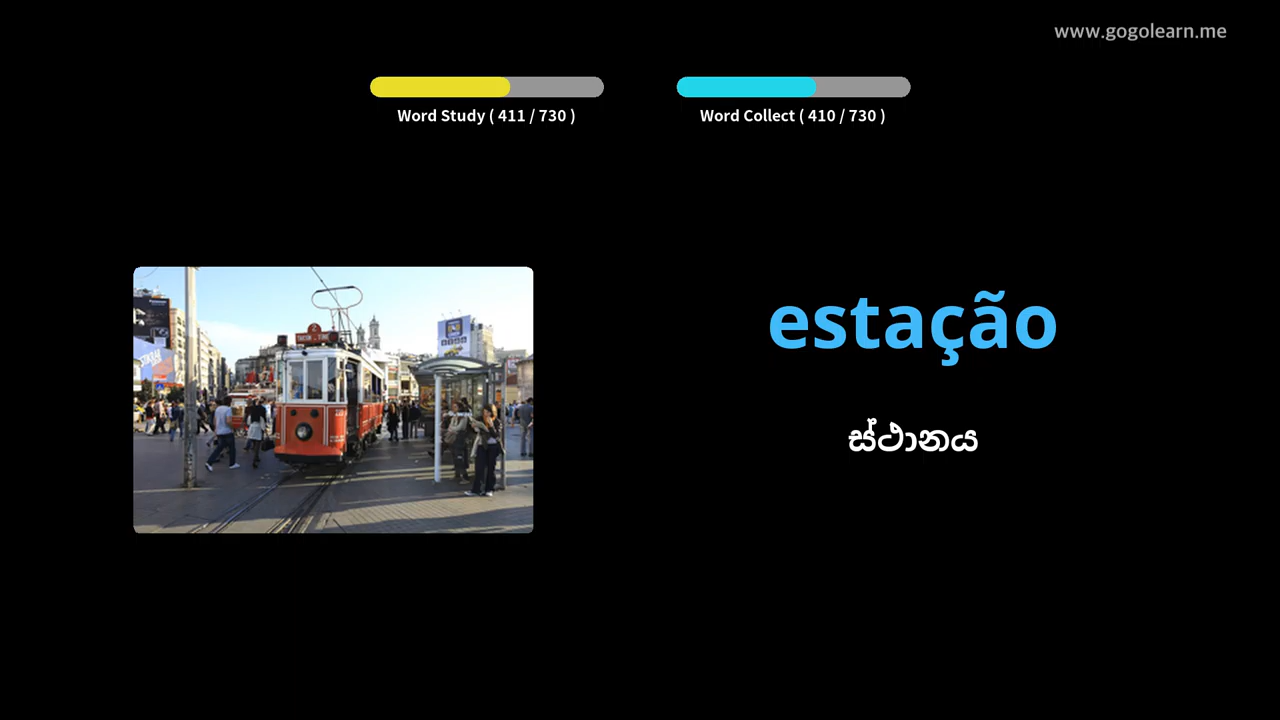 www.gogolearn.me
Word Study ( 411 / 730 )
Word Collect ( 410 / 730 )
estação
ස්ථානය